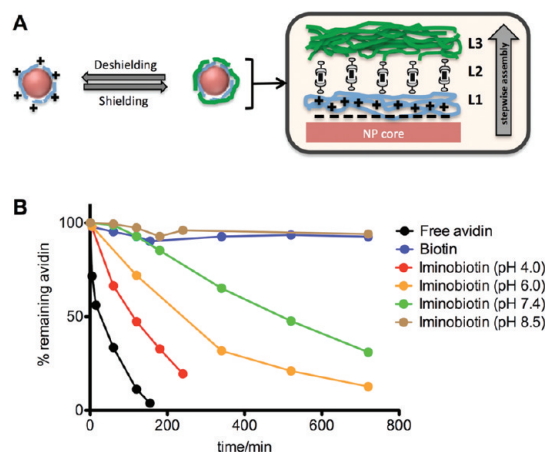 A
Deshielding
Shielding
L3
L2
L1
NP core
stepwise assembly
B
% remaining avidin
100
50
0
0
200
400
600
800
time/min
Free avidin
Biotin
Iminobiotin (pH 4.0)
Iminobiotin (pH 6.0)
Iminobiotin (pH 7.4)
Iminobiotin (pH 8.5)